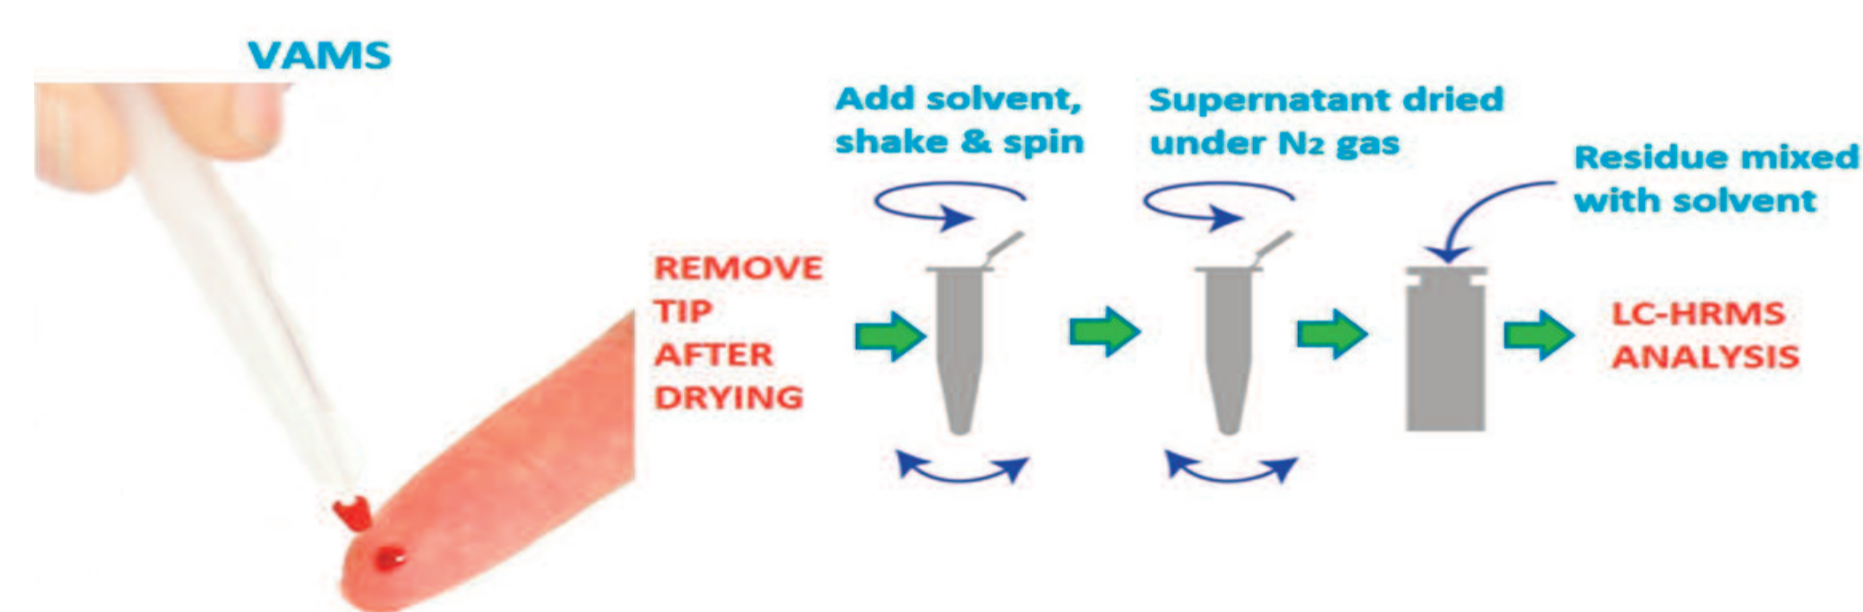 VAMS
REMOVE
TIP
AFTER
DRYING
Add solvent,
shake & spin
Supernatant dried
under N2 gas
Residue mixed
with solvent
LC-HRMS
ANALYSIS